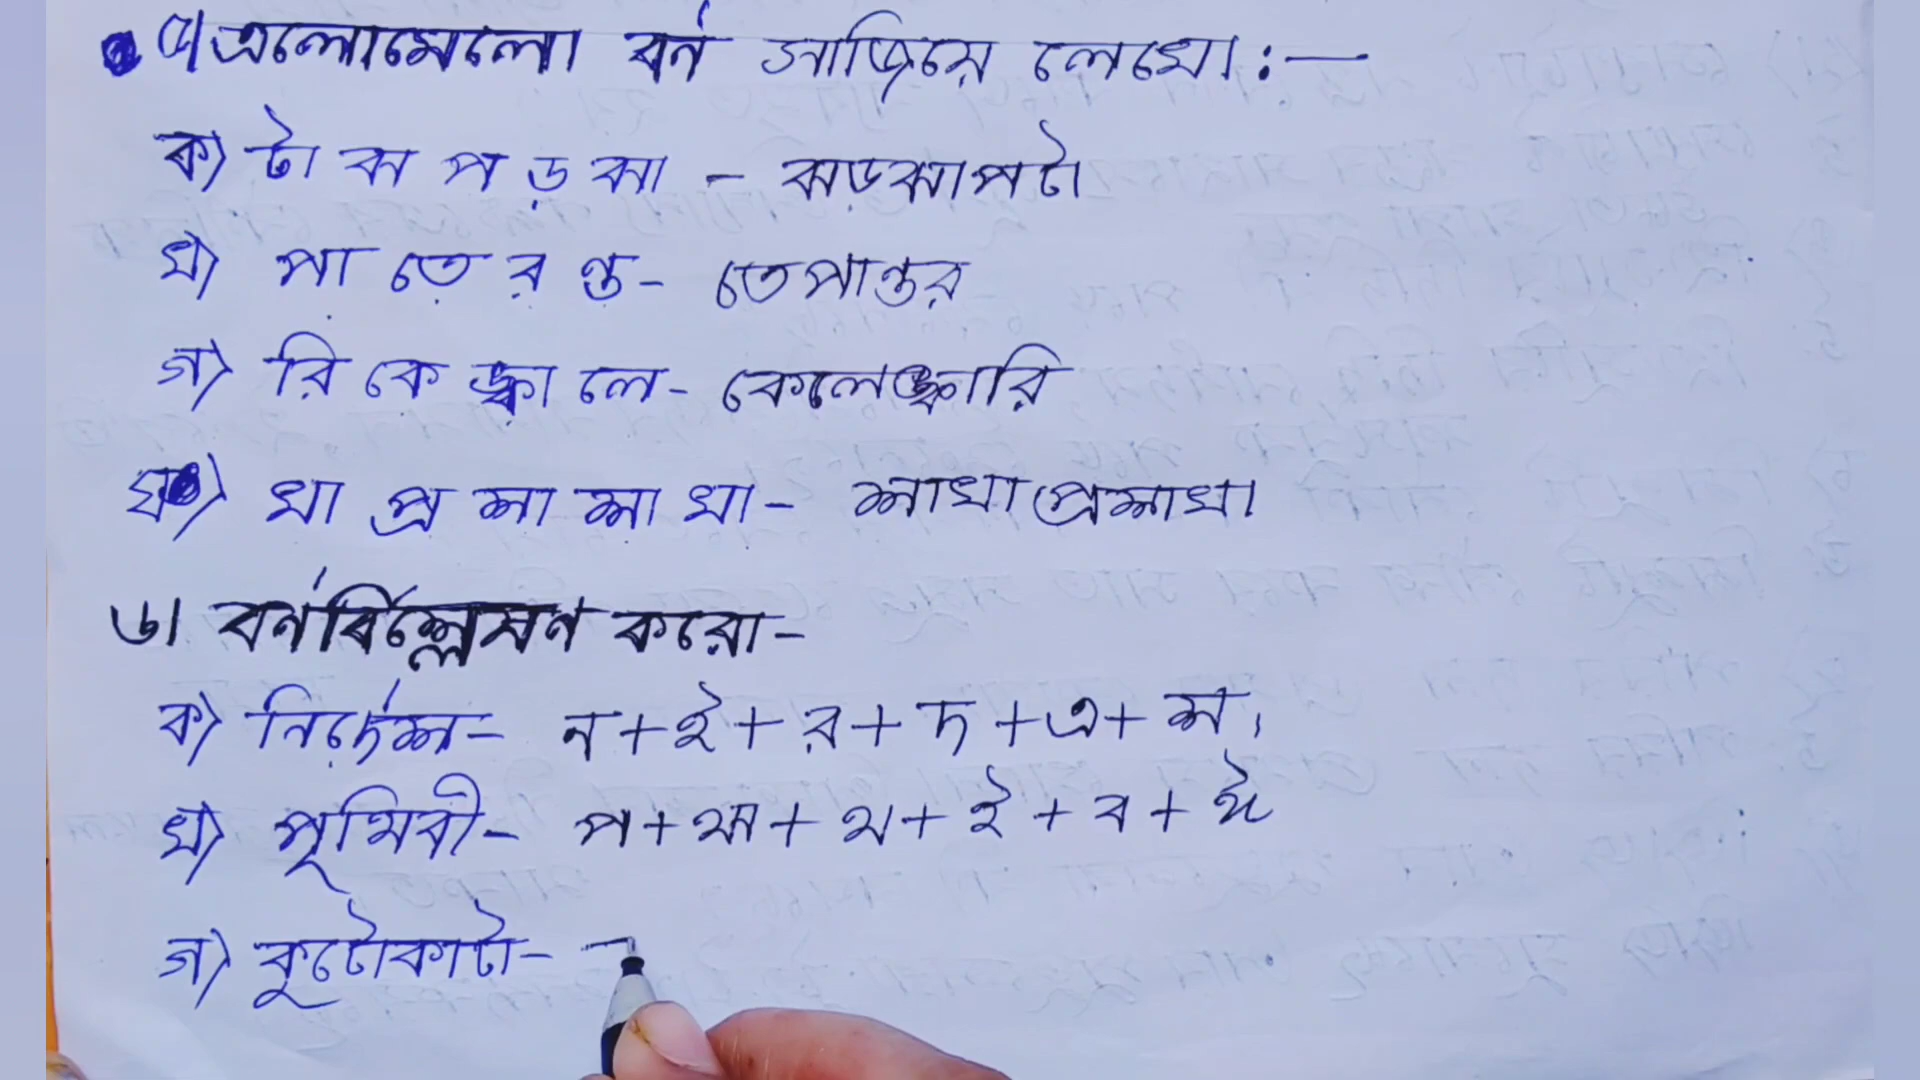 ৫। এলোমেলো বর্ণ সাজিয়ে লেখো :—
ক) টা ঝ প ড় ঝা - ঝড়ঝাপটা
খ) পা তে র ন্ত - তেপান্তর
গ) রি কে ঙ্কা লে - কেলেঙ্কারি
ঘ) খা প্র শা শা খা - শাখাপ্রশাখা
৬। বর্ণবিশ্লেষণ করো -
ক) নির্দেশ - ন + ই + র + দ + এ + শ।
খ) পৃথিবী - প + ঋ + থ + ই + ব + ঈ
গ) কুটোকাটা -